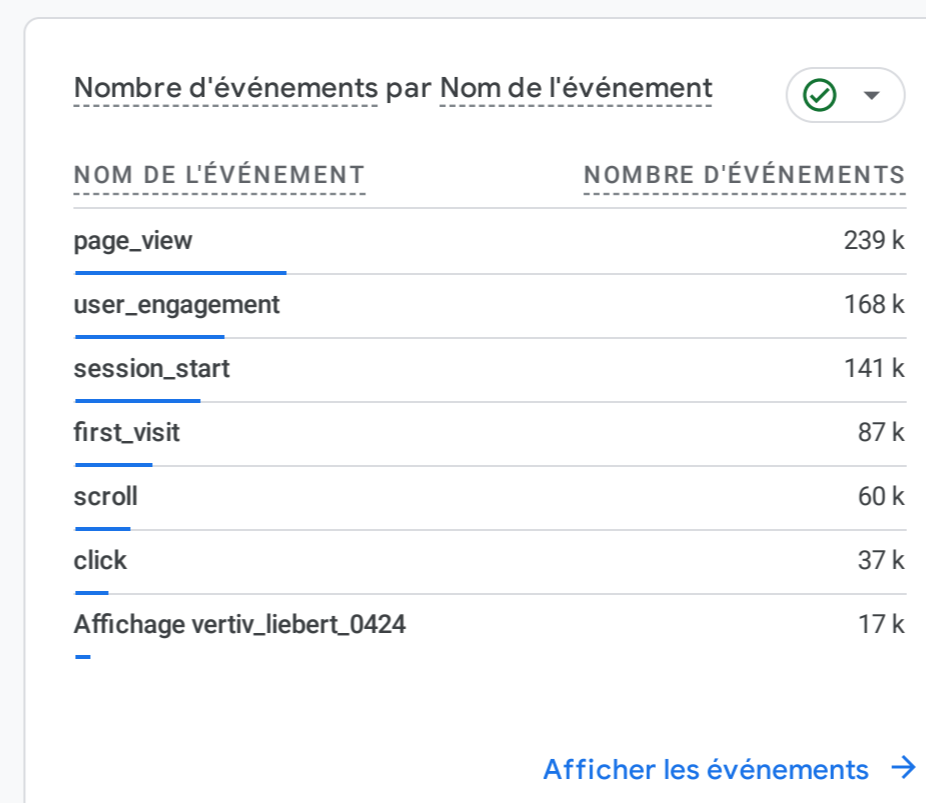 Nombre d'événements par Nom de l'événement
NOM DE L'ÉVÉNEMENT NOMBRE D'ÉVÉNEMENTS
page_view 239 k
user_engagement 168 k
session_start 141 k
first_visit 87 k
scroll 60 k
click 37 k
Affichage vertiv_liebert_0424 17 k
Afficher les événements